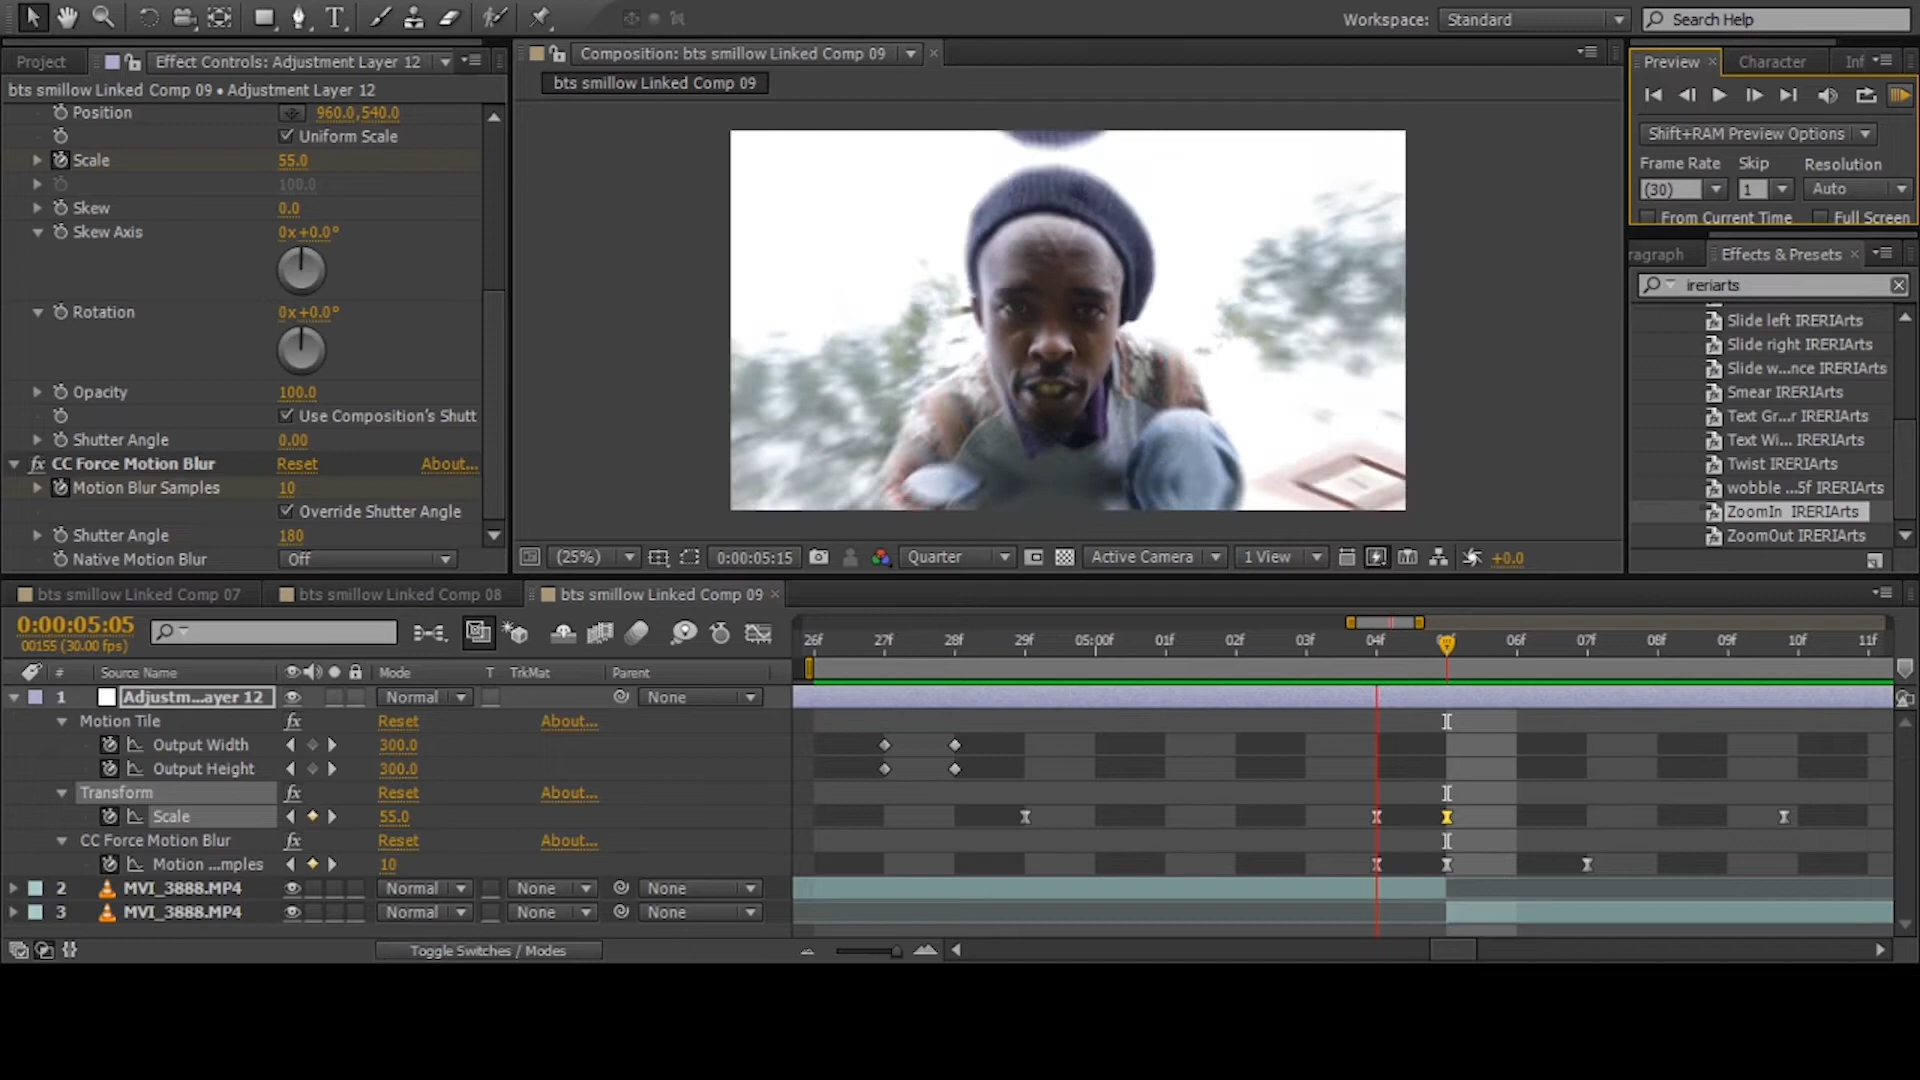 Workspace: Standard
Search Help
Project
Effect Controls: Adjustment Layer 12
bts smillow Linked Comp 09 • Adjustment Layer 12
Position 960.0,540.0
Uniform Scale
Scale 55.0
100.0
Skew 0.0
Skew Axis 0x+0.0°
Rotation 0x+0.0°
Opacity 100.0
Use Composition's Shutt
Shutter Angle 0.00
fx CC Force Motion Blur Reset About...
Motion Blur Samples 10
Override Shutter Angle
Shutter Angle 180
Native Motion Blur Off
Composition: bts smillow Linked Comp 09
bts smillow Linked Comp 09
(25%) 0:00:05:15 Quarter Active Camera 1 View +0.0
Preview Character Inf
Shift+RAM Preview Options
Frame Rate Skip Resolution
(30) 1 Auto
From Current Time Full Screen
ragraph Effects & Presets
ireriarts
Slide left IRERIArts
Slide right IRERIArts
Slide w...nce IRERIArts
Smear IRERIArts
Text Gr...r IRERIArts
Text Wi... IRERIArts
Twist IRERIArts
wobble ...5f IRERIArts
ZoomIn IRERIArts
ZoomOut IRERIArts
bts smillow Linked Comp 07
bts smillow Linked Comp 08
bts smillow Linked Comp 09
0:00:05:05
00155 (30.00 fps)
26f 27f 28f 29f 05:00f 01f 02f 03f 04f 06f 07f 08f 09f 10f 11f
# Source Name Mode T TrkMat Parent
1 Adjustm...ayer 12 Normal None
Motion Tile fx Reset About...
Output Width 300.0
Output Height 300.0
Transform fx Reset About...
Scale 55.0
CC Force Motion Blur fx Reset About...
Motion ...mples 10
2 MVI_3888.MP4 Normal None None
3 MVI_3888.MP4 Normal None None
Toggle Switches / Modes